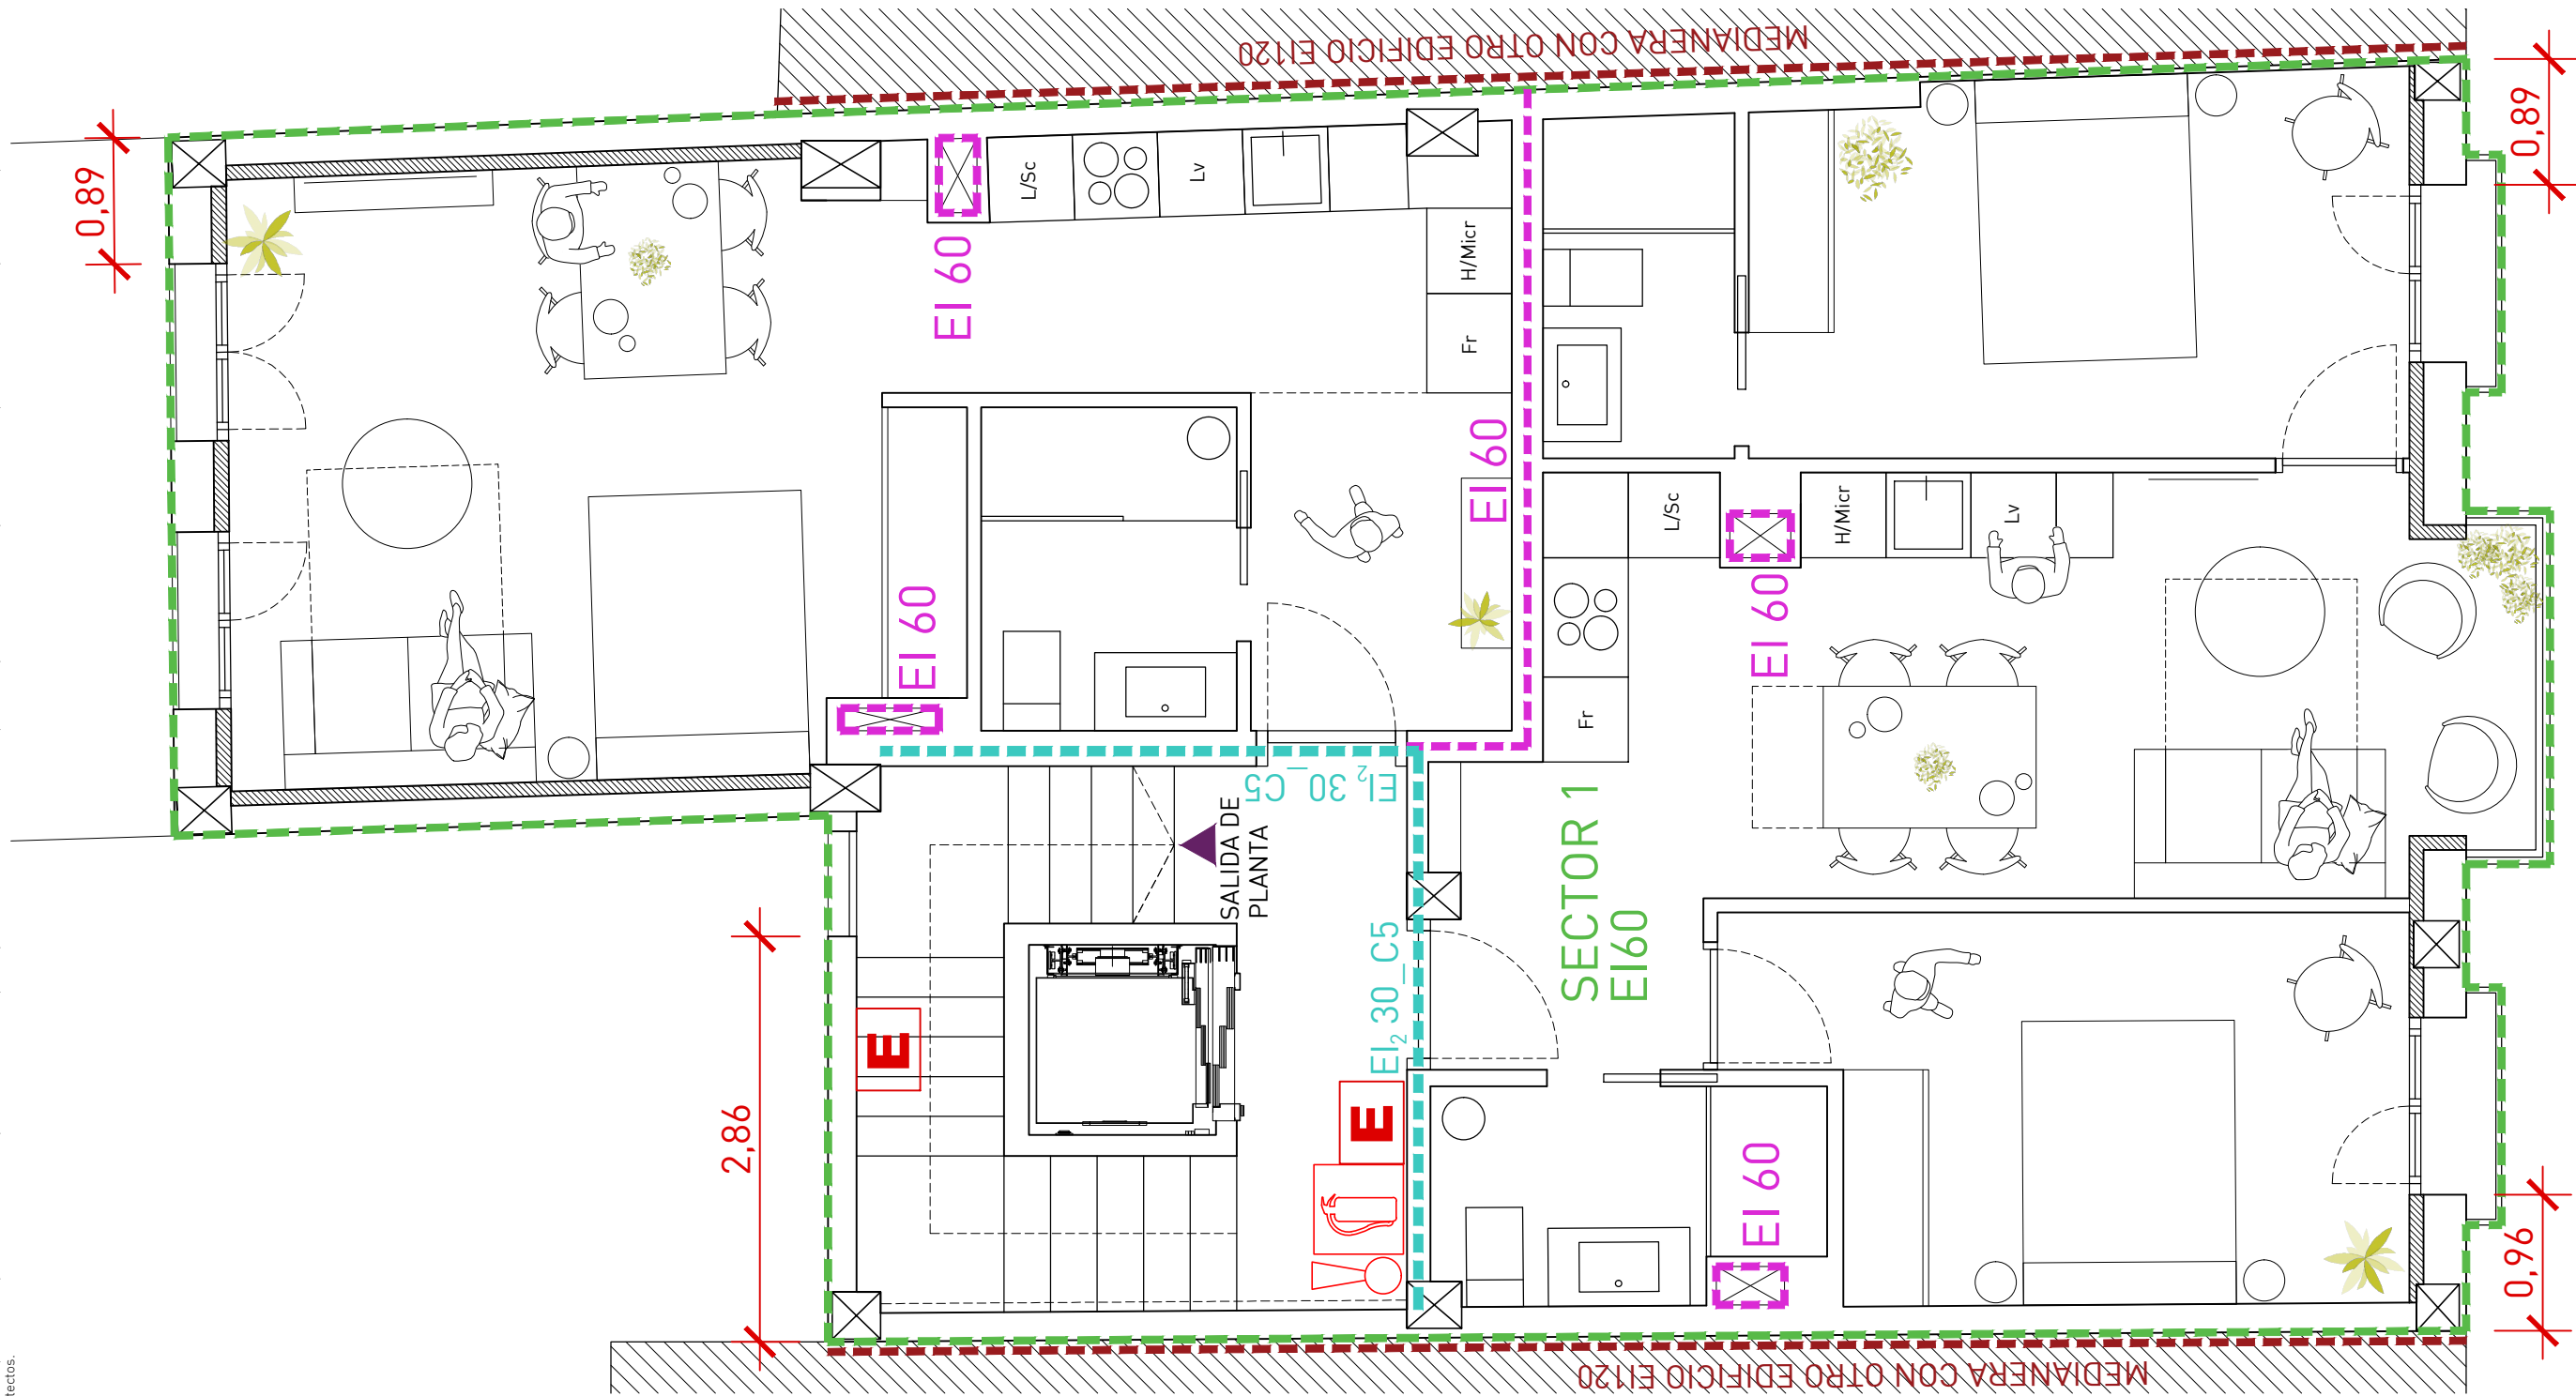 MEDIANERA CON OTRO EDIFICIO EI120
0,89
0,89
L/Sc
Lv
EI 60
H/Micr
Fr
EI 60
EI 60
L/Sc
H/Micr
Lv
EI 60
Fr
EI₂ 30_C5
SALIDA DE
PLANTA
SECTOR 1
EI60
EI₂ 30_C5
E
E
2,86
EI 60
0,96
MEDIANERA CON OTRO EDIFICIO EI120
tectos.